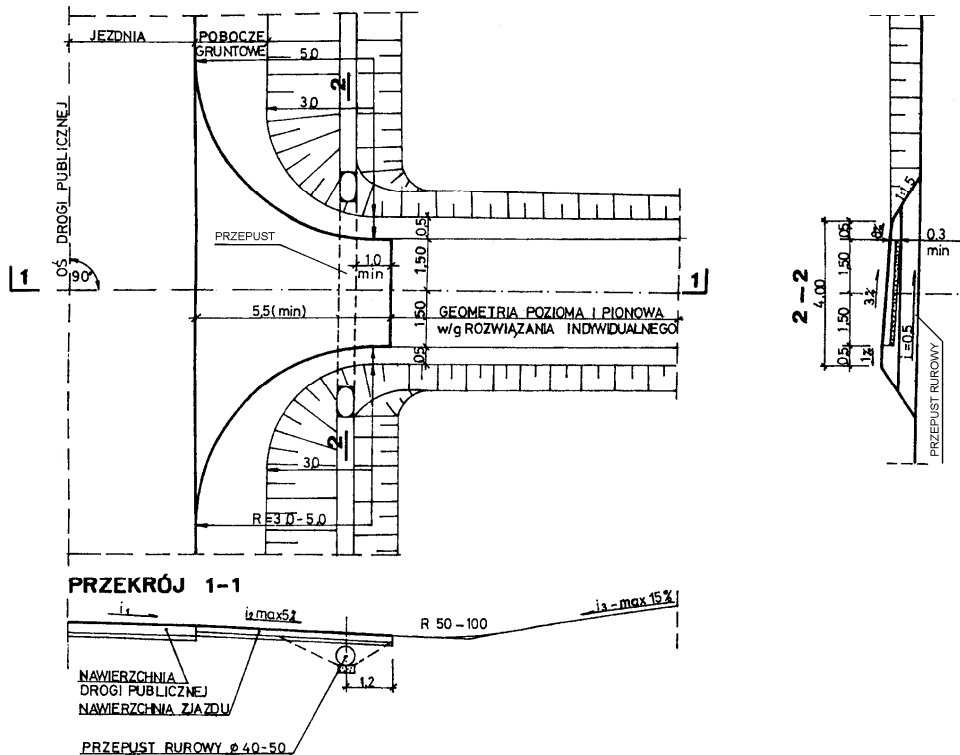 JEZDNIA
POBOCZE
GRUNTOWE
5,0
2
3,0
OŚ DROGI PUBLICZNEJ
PRZEPUST
0,5
1,50
1,0
min
1
90°
1
5,5 (min)
GEOMETRIA POZIOMA I PIONOWA
w/g ROZWIĄZANIA INDYWIDUALNEGO
1,50
0,5
2
3,0
R=3,0-5,0
1:1,5
0,5
0,3
min
1,50
4.00
2-2
1,50
0,5
i=0,5
PRZEPUST RUROWY
PRZEKRÓJ 1-1
i₁
i₂ max5%
R 50-100
i₃-max 15%
1,2
NAWIERZCHNIA
DROGI PUBLICZNEJ
NAWIERZCHNIA ZJAZDU
PRZEPUST RUROWY Ø 40-50